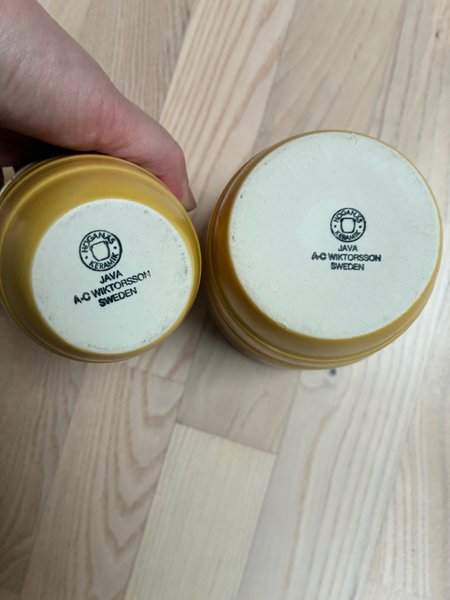 HÖGANÄS
KERAMIK
JAVA
A-C WIKTORSSON
SWEDEN
HÖGANÄS
KERAMIK
JAVA
A-C WIKTORSSON
SWEDEN